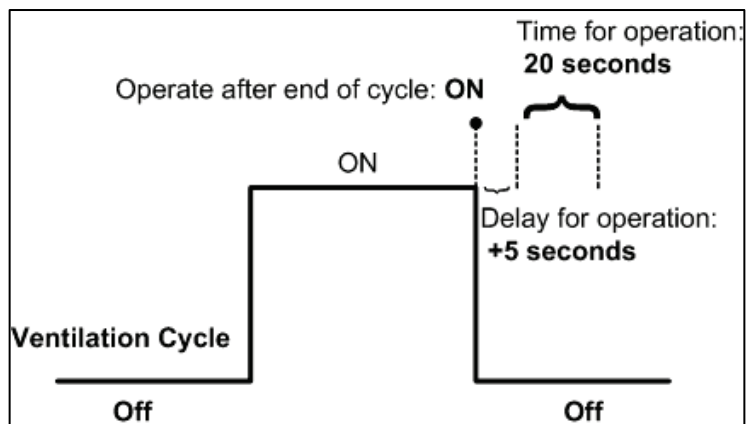 Time for operation:
20 seconds
Operate after end of cycle: ON
ON
Delay for operation:
+5 seconds
Ventilation Cycle
Off
Off